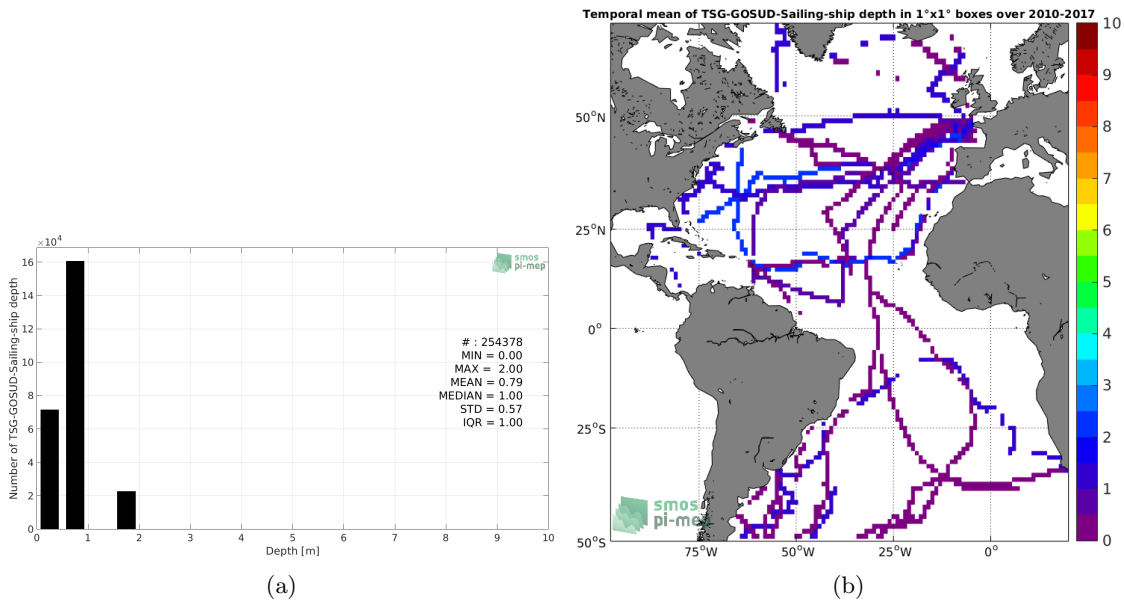 Temporal mean of TSG-GOSUD-Sailing-ship depth in 1°x1° boxes over 2010-2017
×10⁴
16
14
12
10
8
6
4
2
0
Number of TSG-GOSUD-Sailing-ship depth
smos
pi-mep
# : 254378
MIN = 0.00
MAX = 2.00
MEAN = 0.79
MEDIAN = 1.00
STD = 0.57
IQR = 1.00
0 1 2 3 4 5 6 7 8 9 10
Depth [m]
(a)
50°N
25°N
0°
25°S
50°S
75°W 50°W 25°W 0°
smos
pi-mep
10
9
8
7
6
5
4
3
2
1
0
(b)